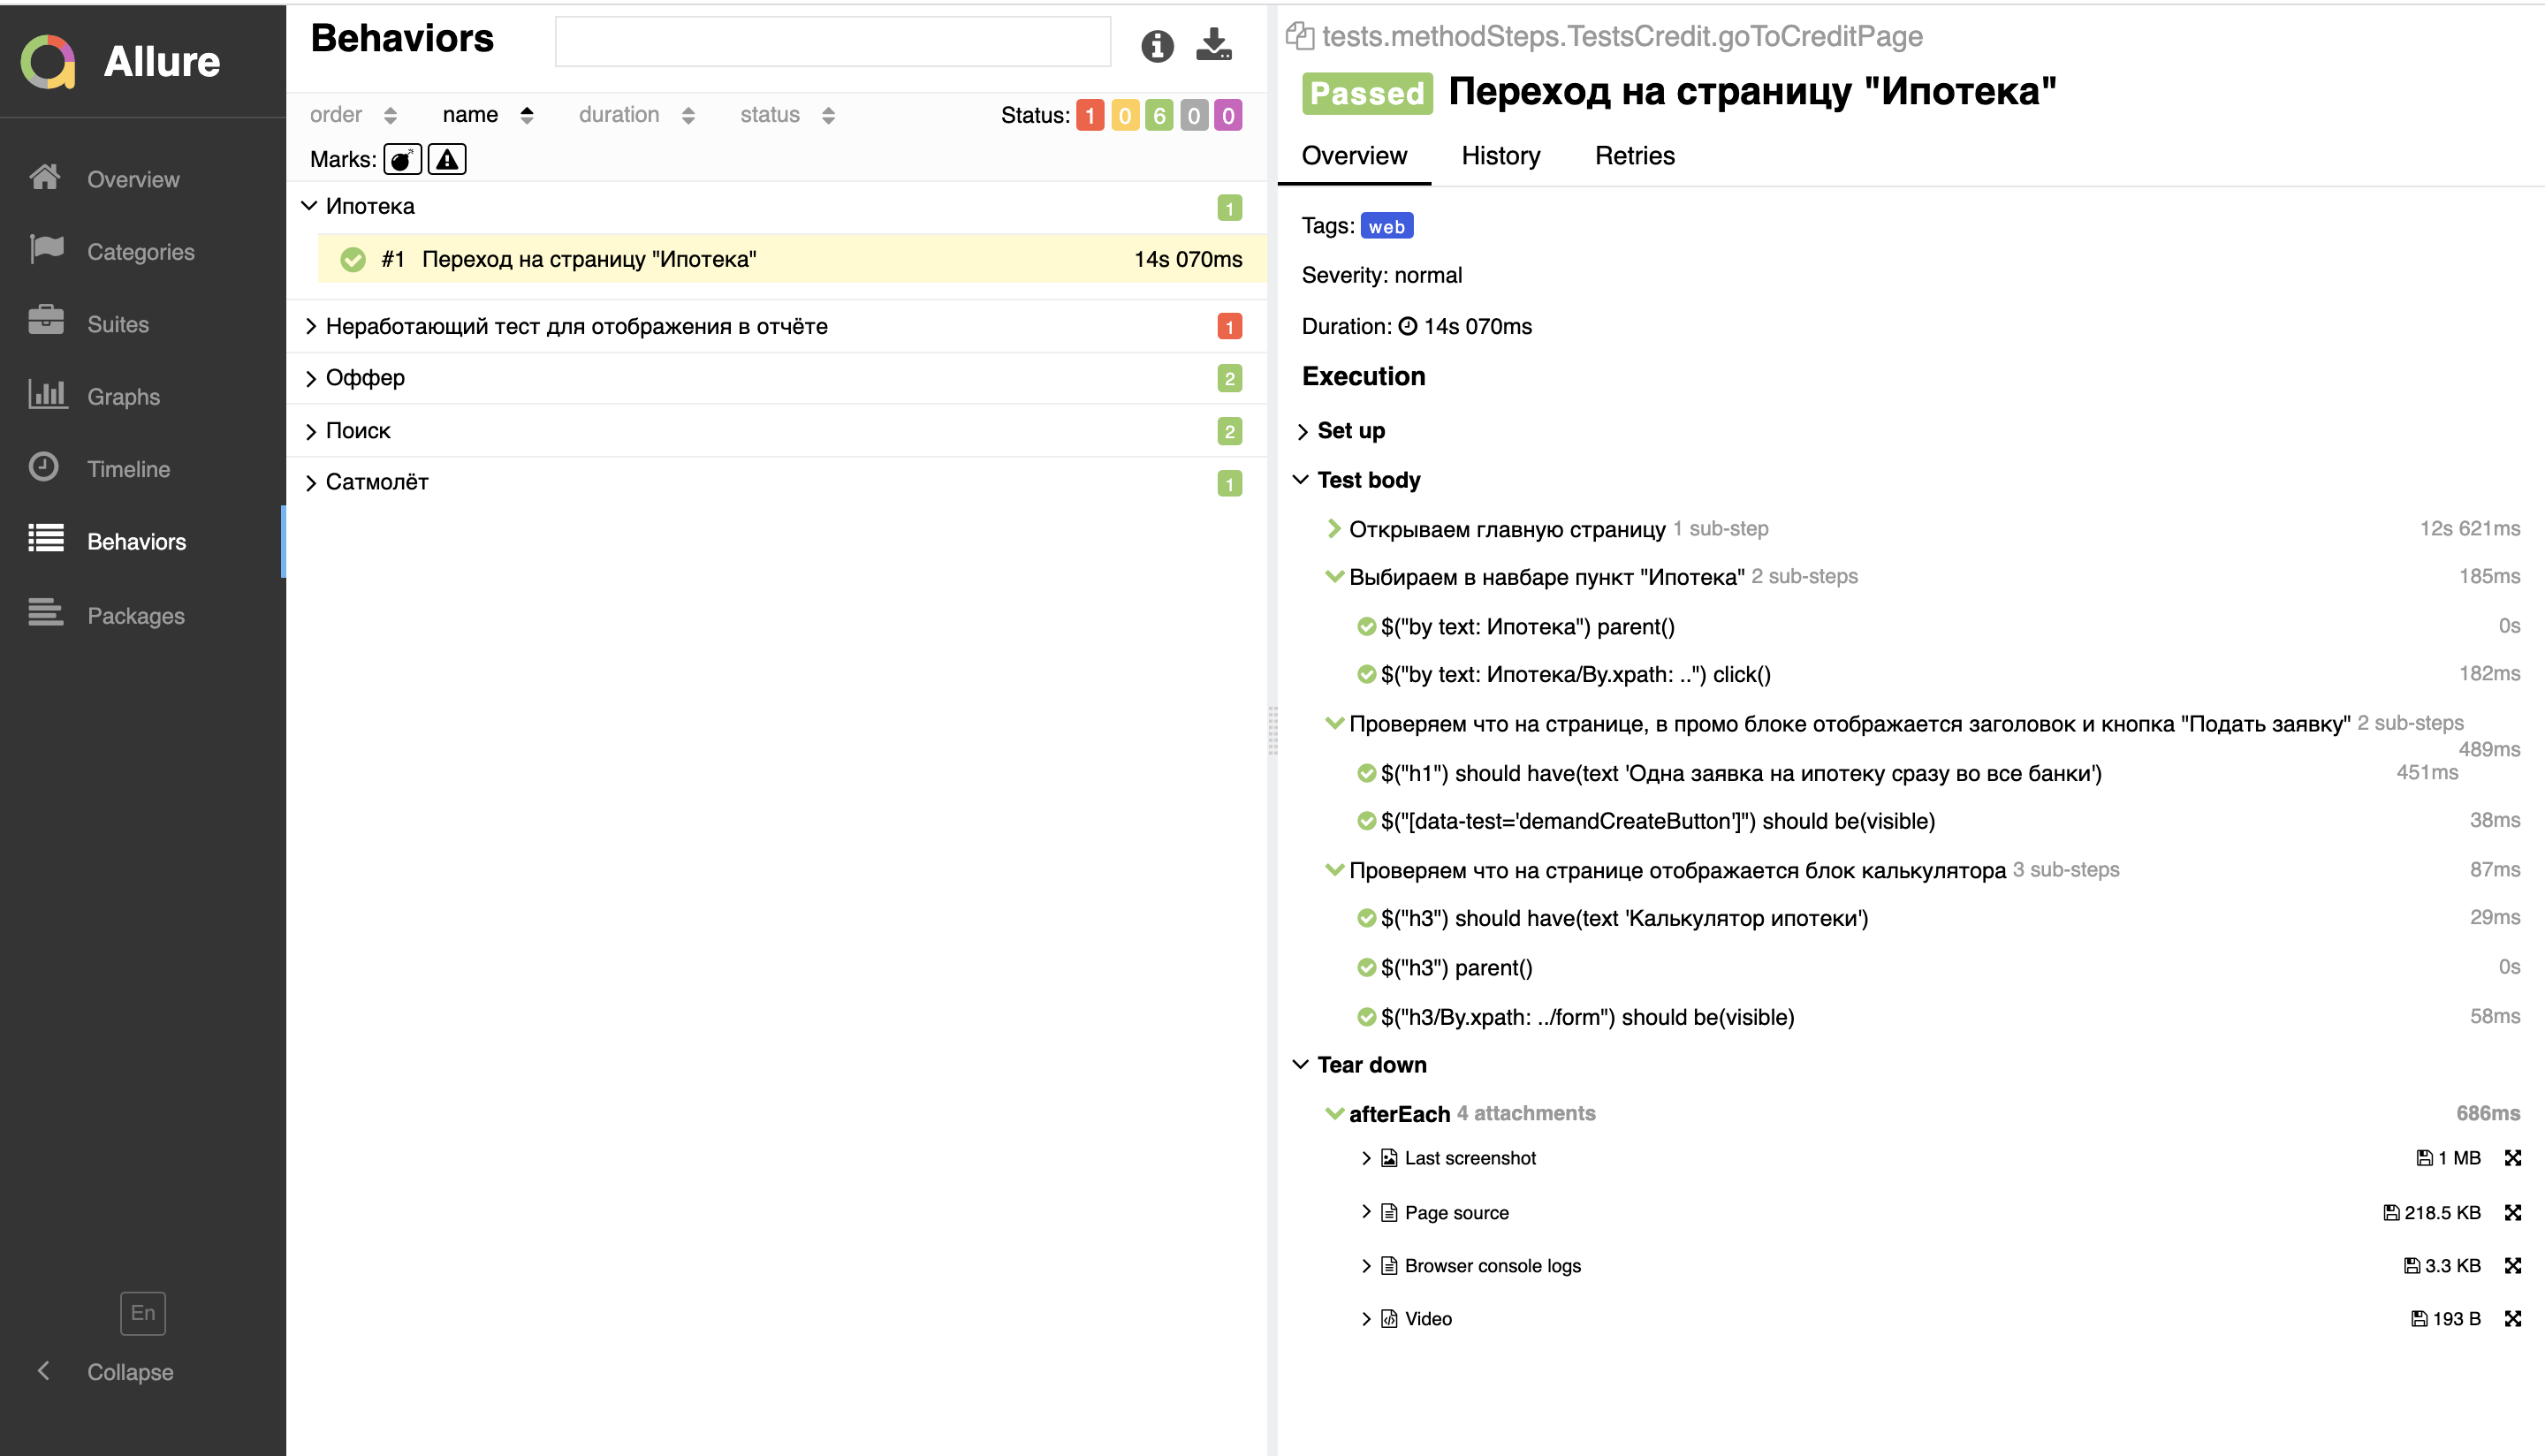 Allure
Overview
Categories
Suites
Graphs
Timeline
Behaviors
Packages
En
Collapse
Behaviors
order name duration status Status: 1 0 6 0 0
Marks:
Ипотека 1
#1 Переход на страницу "Ипотека" 14s 070ms
Неработающий тест для отображения в отчёте 1
Оффер 2
Поиск 2
Сатмолёт 1
tests.methodSteps.TestsCredit.goToCreditPage
Passed Переход на страницу "Ипотека"
Overview History Retries
Tags: web
Severity: normal
Duration: 14s 070ms
Execution
Set up
Test body
Открываем главную страницу 1 sub-step 12s 621ms
Выбираем в навбаре пункт "Ипотека" 2 sub-steps 185ms
$("by text: Ипотека") parent() 0s
$("by text: Ипотека/By.xpath: ..") click() 182ms
Проверяем что на странице, в промо блоке отображается заголовок и кнопка "Подать заявку" 2 sub-steps
489ms
$("h1") should have(text 'Одна заявка на ипотеку сразу во все банки') 451ms
$("[data-test='demandCreateButton']") should be(visible) 38ms
Проверяем что на странице отображается блок калькулятора 3 sub-steps 87ms
$("h3") should have(text 'Калькулятор ипотеки') 29ms
$("h3") parent() 0s
$("h3/By.xpath: ../form") should be(visible) 58ms
Tear down
afterEach 4 attachments 686ms
Last screenshot 1 MB
Page source 218.5 KB
Browser console logs 3.3 KB
Video 193 B